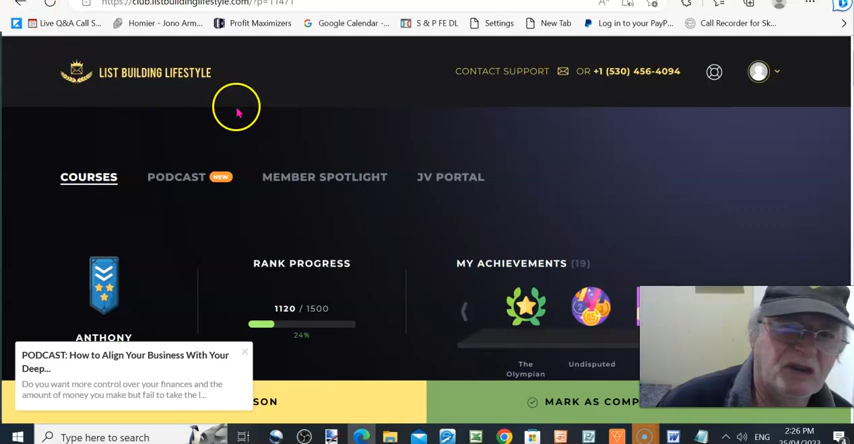 https://club.listbuildinglifestyle.com/?p=11471
Live Q&A Call S... Homier - Jono Arm... Profit Maximizers Google Calendar -... S & P FE DL Settings New Tab Log in to your PayP... Call Recorder for Sk...
LIST BUILDING LIFESTYLE CONTACT SUPPORT OR +1 (530) 456-4094
COURSES PODCAST NEW MEMBER SPOTLIGHT JV PORTAL
RANK PROGRESS MY ACHIEVEMENTS (19)
1120 / 1500
24%
ANTHONY
The Olympian
Undisputed
PODCAST: How to Align Your Business With Your
Deep...
Do you want more control over your finances and the
amount of money you make but fail to take the l...
SON MARK AS COMP
Type here to search ENG 2:26 PM
25/04/2023